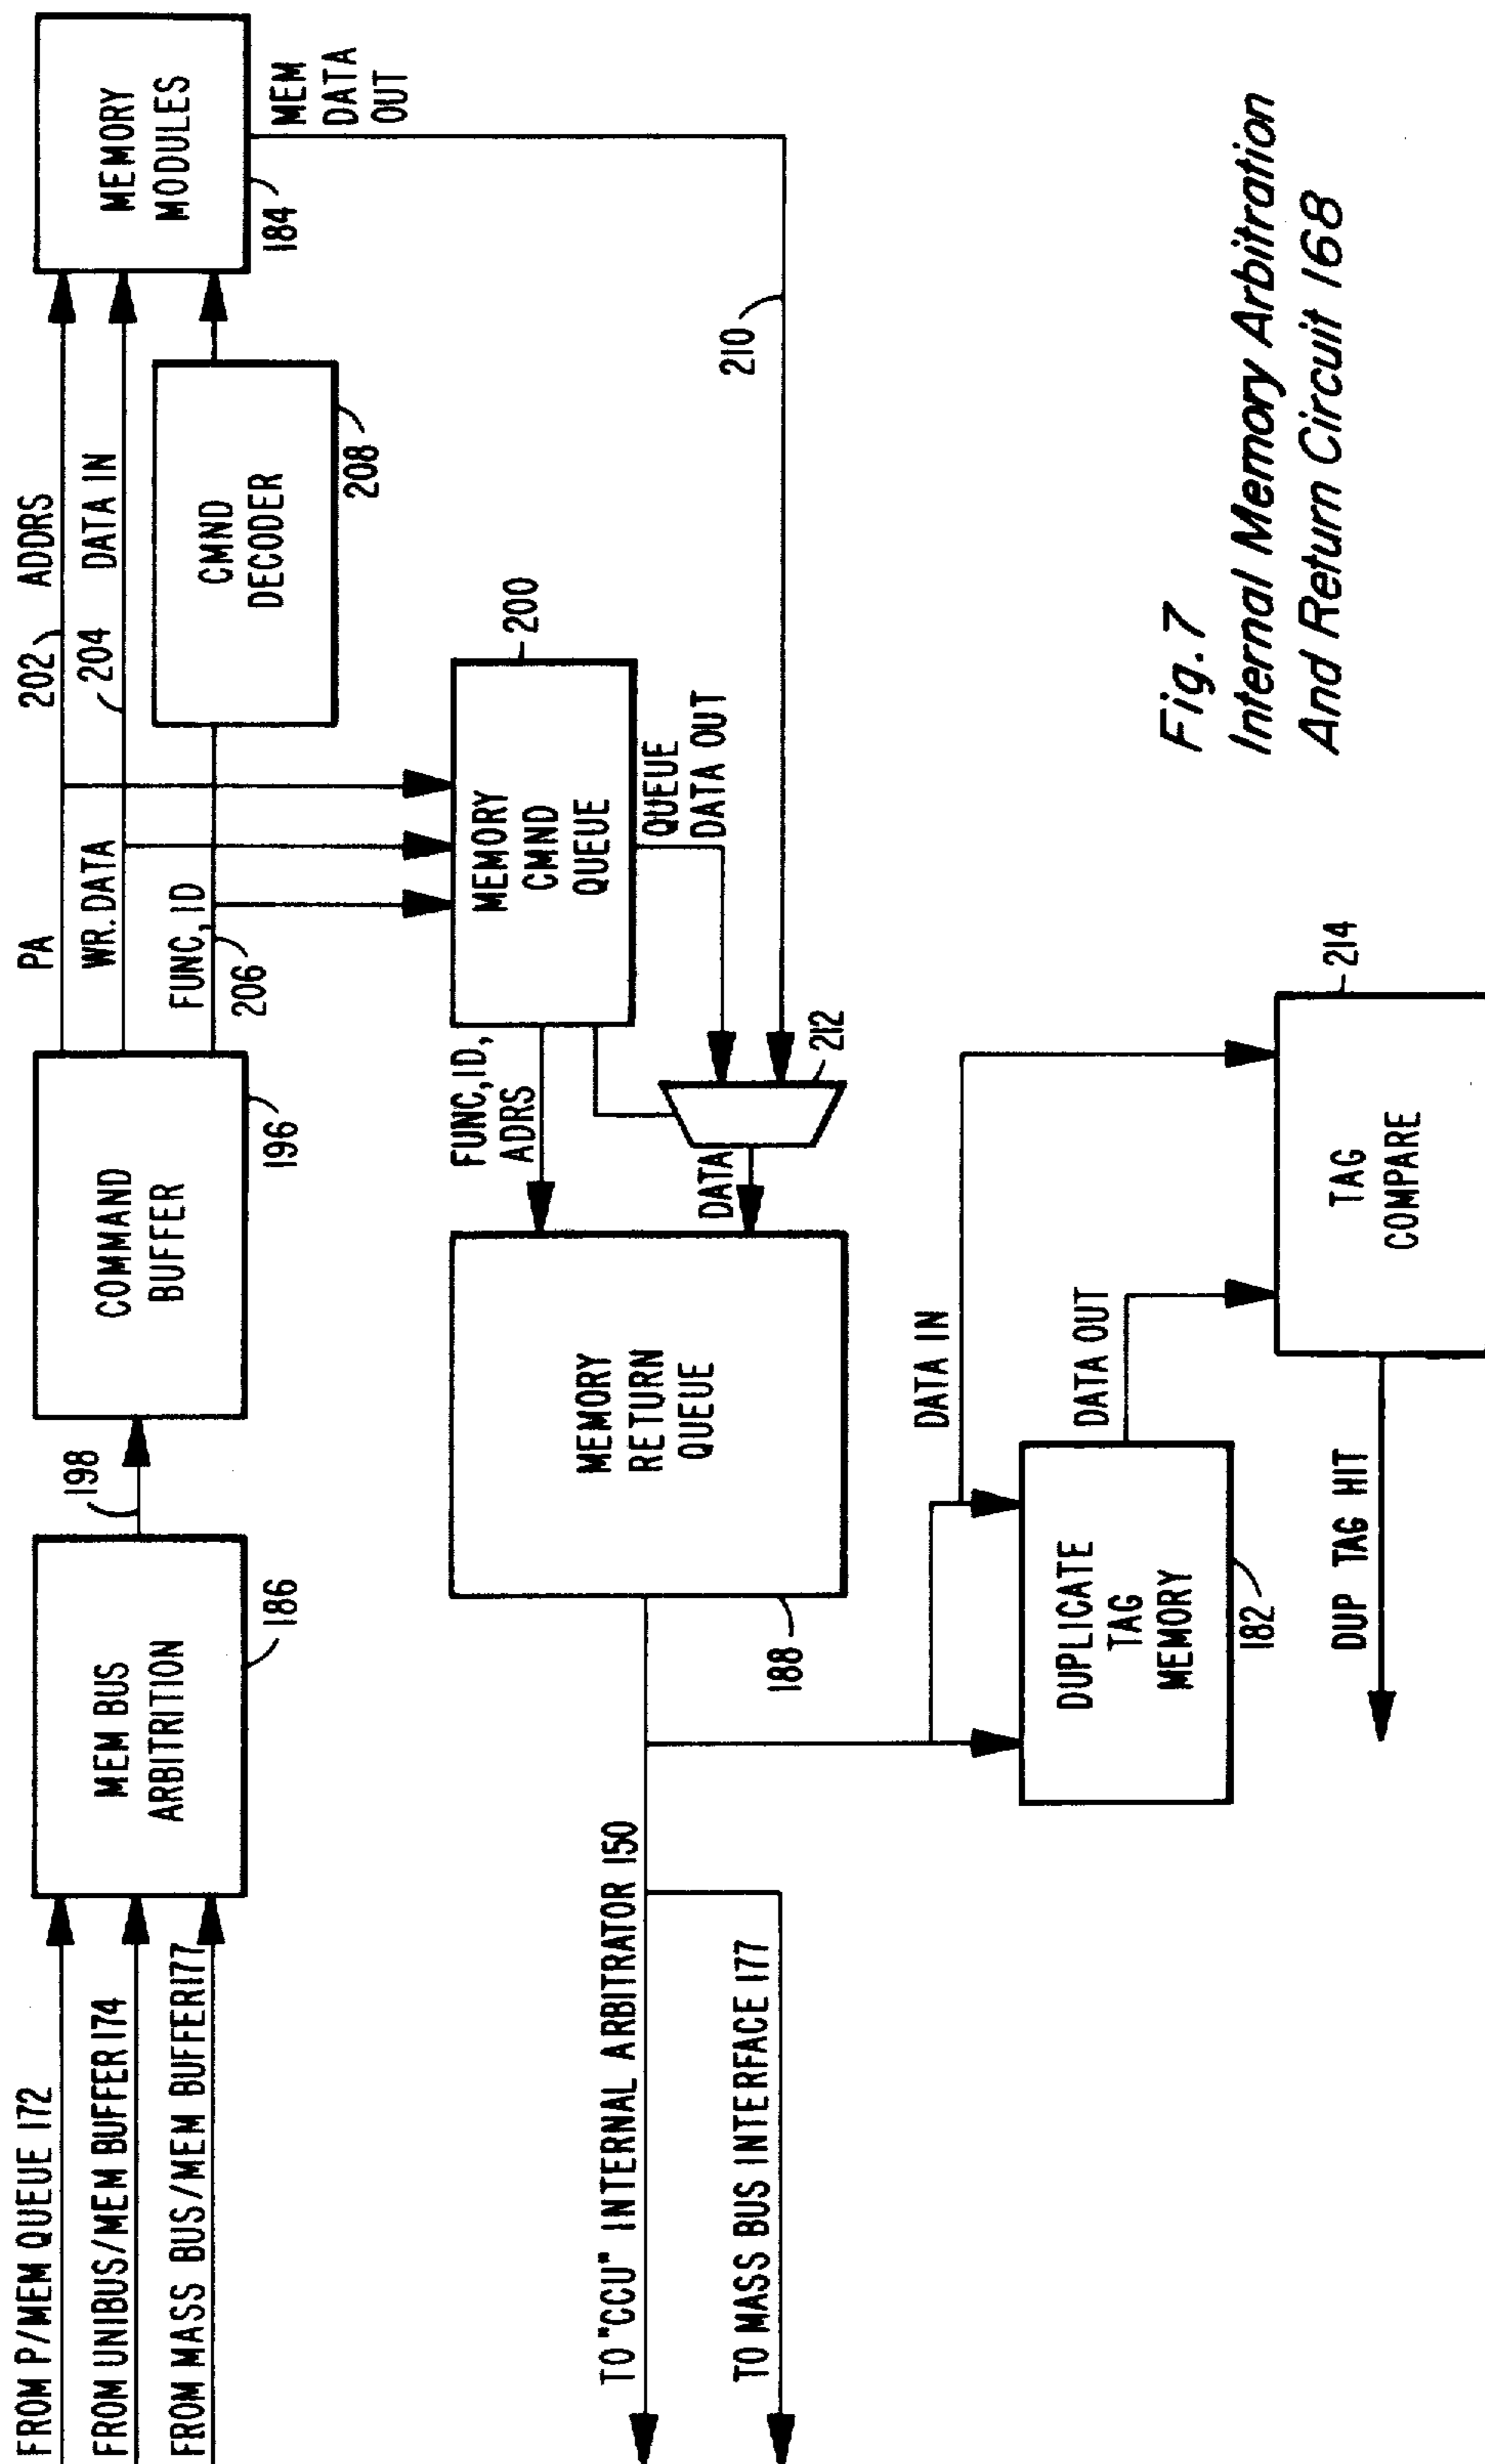 FROM P/MEM QUEUE 172
FROM UNIBUS/MEM BUFFER 174
FROM MASS BUS/MEM BUFFER 177
MEM BUS
ARBITRITION
186
198
COMMAND
BUFFER
196
PA
WR. DATA
FUNC, ID
206
202
ADDRS
204
DATA IN
CMND
DECODER
208
MEMORY
MODULES
184
MEM
DATA
OUT
210
MEMORY
CMND
QUEUE
200
QUEUE
DATA OUT
FUNC, ID,
ADRS
212
DATA
MEMORY
RETURN
QUEUE
188
TO "CCU" INTERNAL ARBITRATOR 150
TO MASS BUS INTERFACE 177
DATA IN
DATA OUT
DUPLICATE
TAG
MEMORY
182
TAG
COMPARE
214
DUP TAG HIT
Fig. 7
Internal Memory Arbitration
And Return Circuit 168